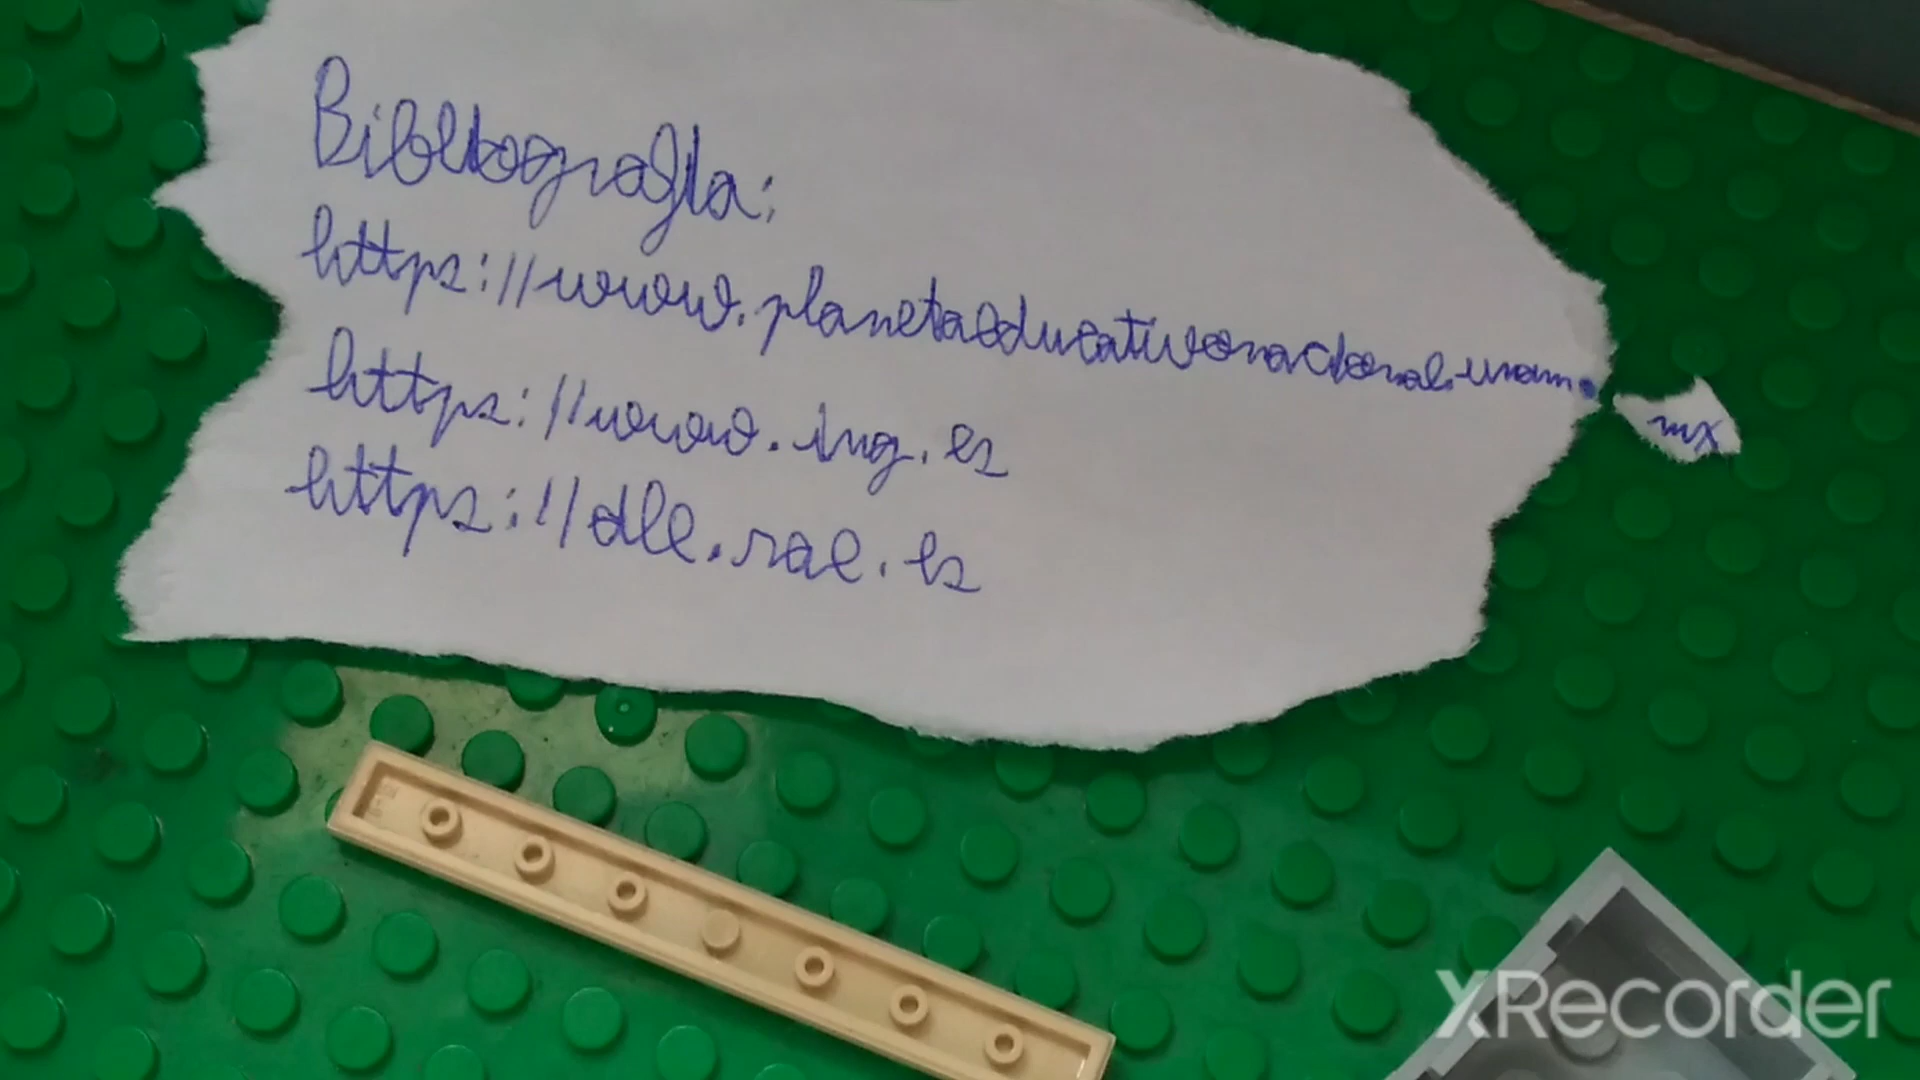 Bibliografía:
https://www.planetaeducativonacional.unam.mx
https://www.ing.es
https://dle.rae.es
XRecorder